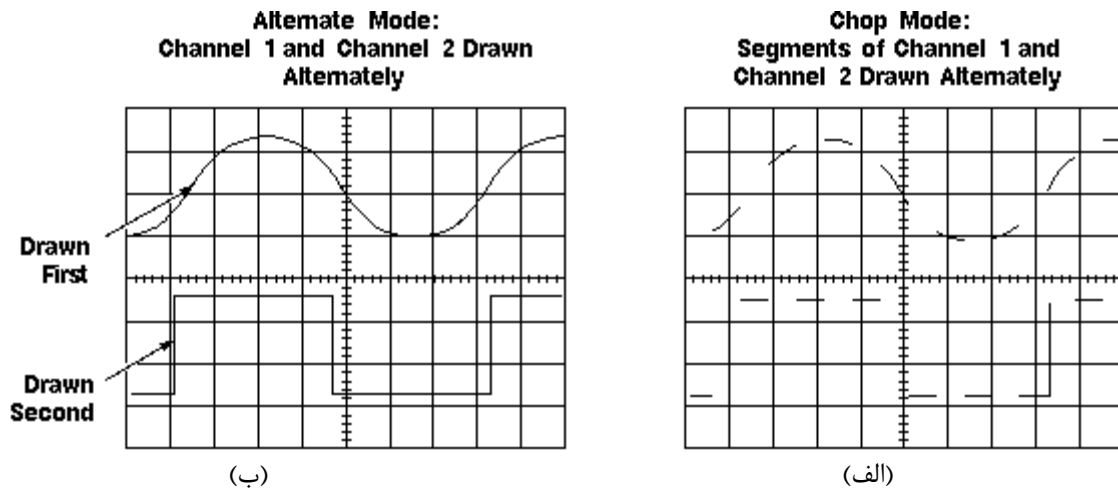 Alternate Mode:
Channel 1 and Channel 2 Drawn
Alternately
Drawn
First
Drawn
Second
(ب)
Chop Mode:
Segments of Channel 1 and
Channel 2 Drawn Alternately
(الف)